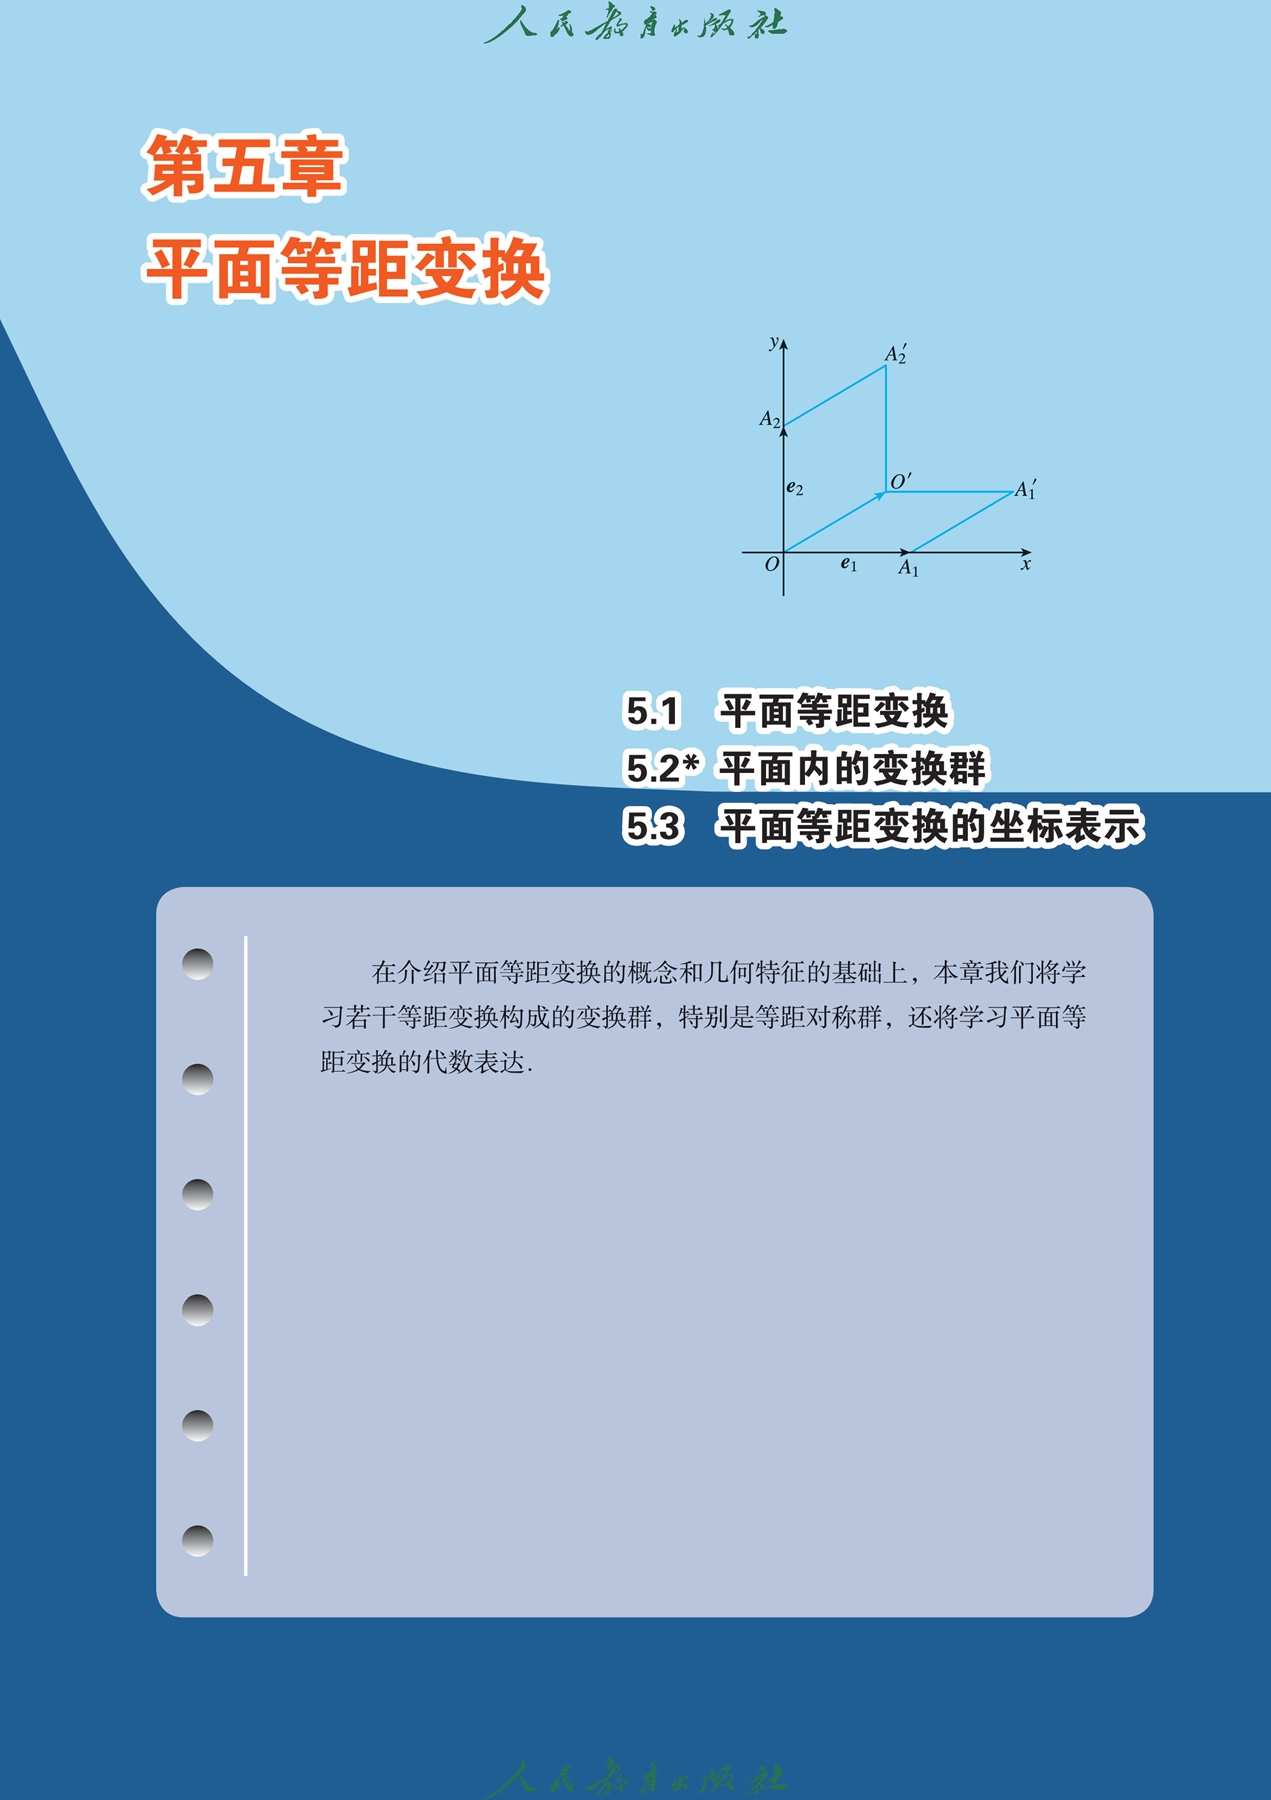 人民教育出版社
第五章
平面等距变换
y
A₂′
A₂
e₂
O′
A₁′
O
e₁
A₁
x
5.1 平面等距变换
5.2* 平面内的变换群
5.3 平面等距变换的坐标表示
在介绍平面等距变换的概念和几何特征的基础上，本章我们将学
习若干等距变换构成的变换群，特别是等距对称群，还将学习平面等
距变换的代数表达．
人民教育出版社